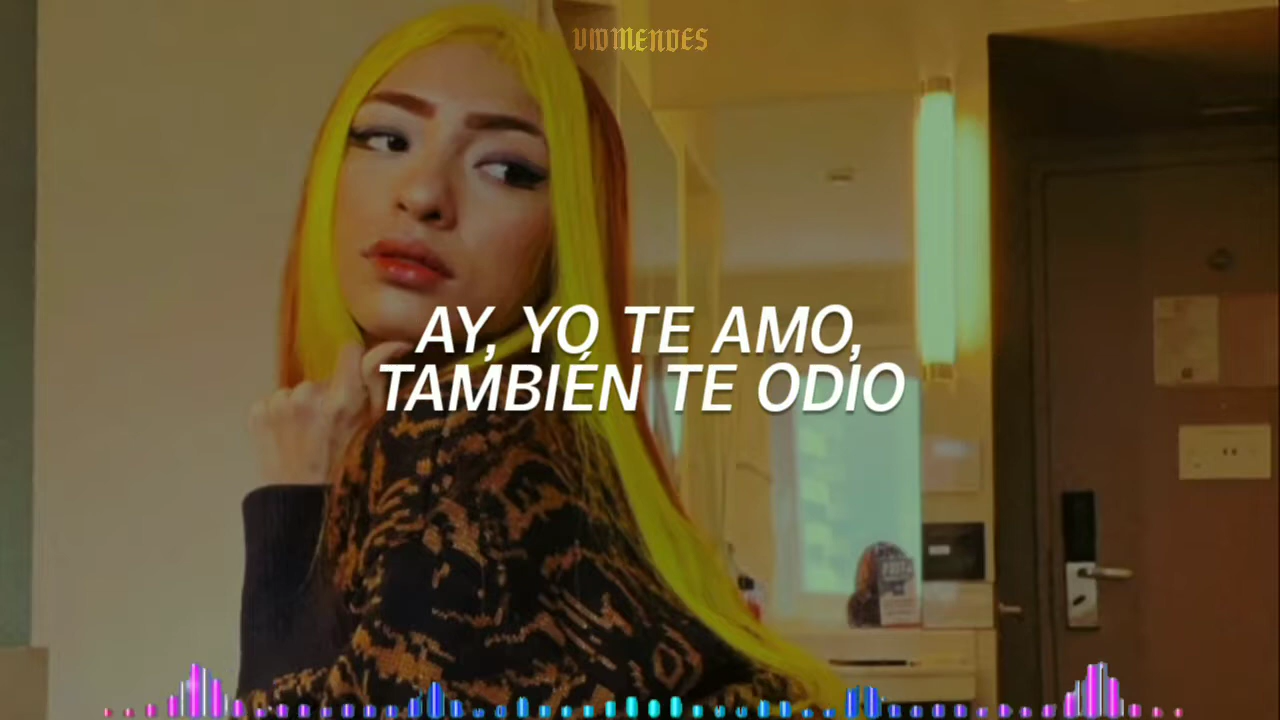 VIDMENDES
AY, YO TE AMO,
TAMBIÉN TE ODIO